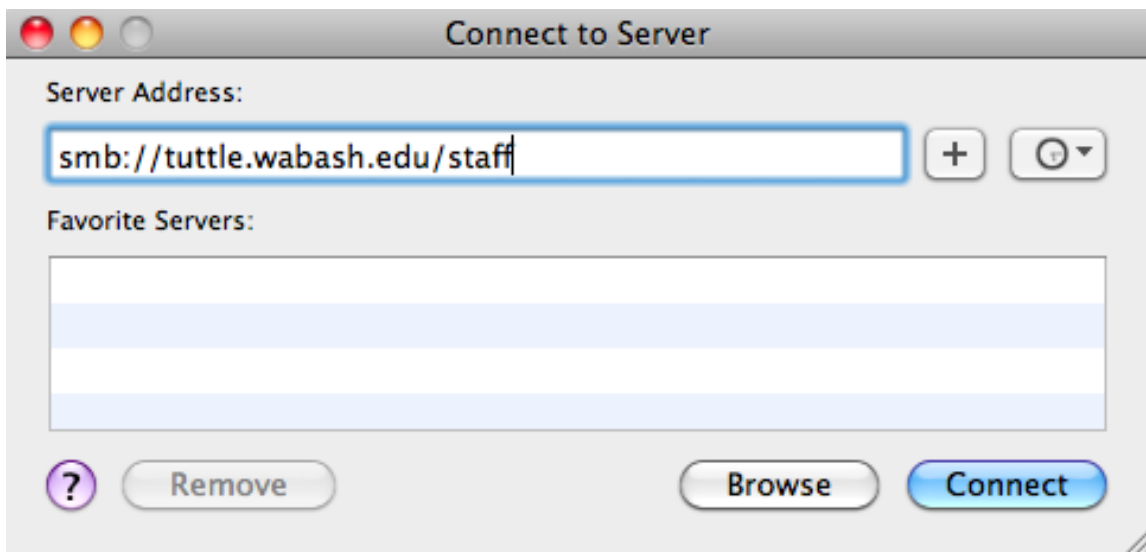 Connect to Server
Server Address:
smb://tuttle.wabash.edu/staff
+
Favorite Servers:
? Remove Browse Connect